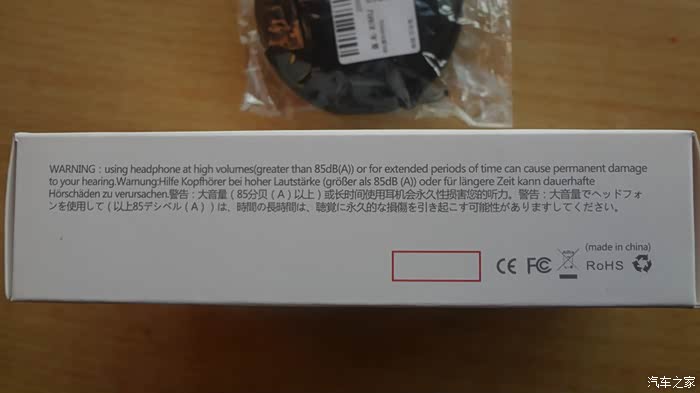 WARNING：using headphone at high volumes(greater than 85dB(A)) or for extended periods of time can cause permanent damage
to your hearing.Warnung:Hilfe Kopfhörer bei hoher Lautstärke (größer als 85dB (A)) oder für längere Zeit kann dauerhafte
Hörschäden zu verursachen.警告：大音量（85分贝（A）以上）或长时间使用耳机会永久性损害您的听力。警告：大音量でヘッドフォ
ンを使用して（以上85デシベル（A））は、時間の長時間は、聴覚に永久的な損傷を引き起こす可能性がありますしてください。
(made in china)
CE FC RoHS
汽车之家